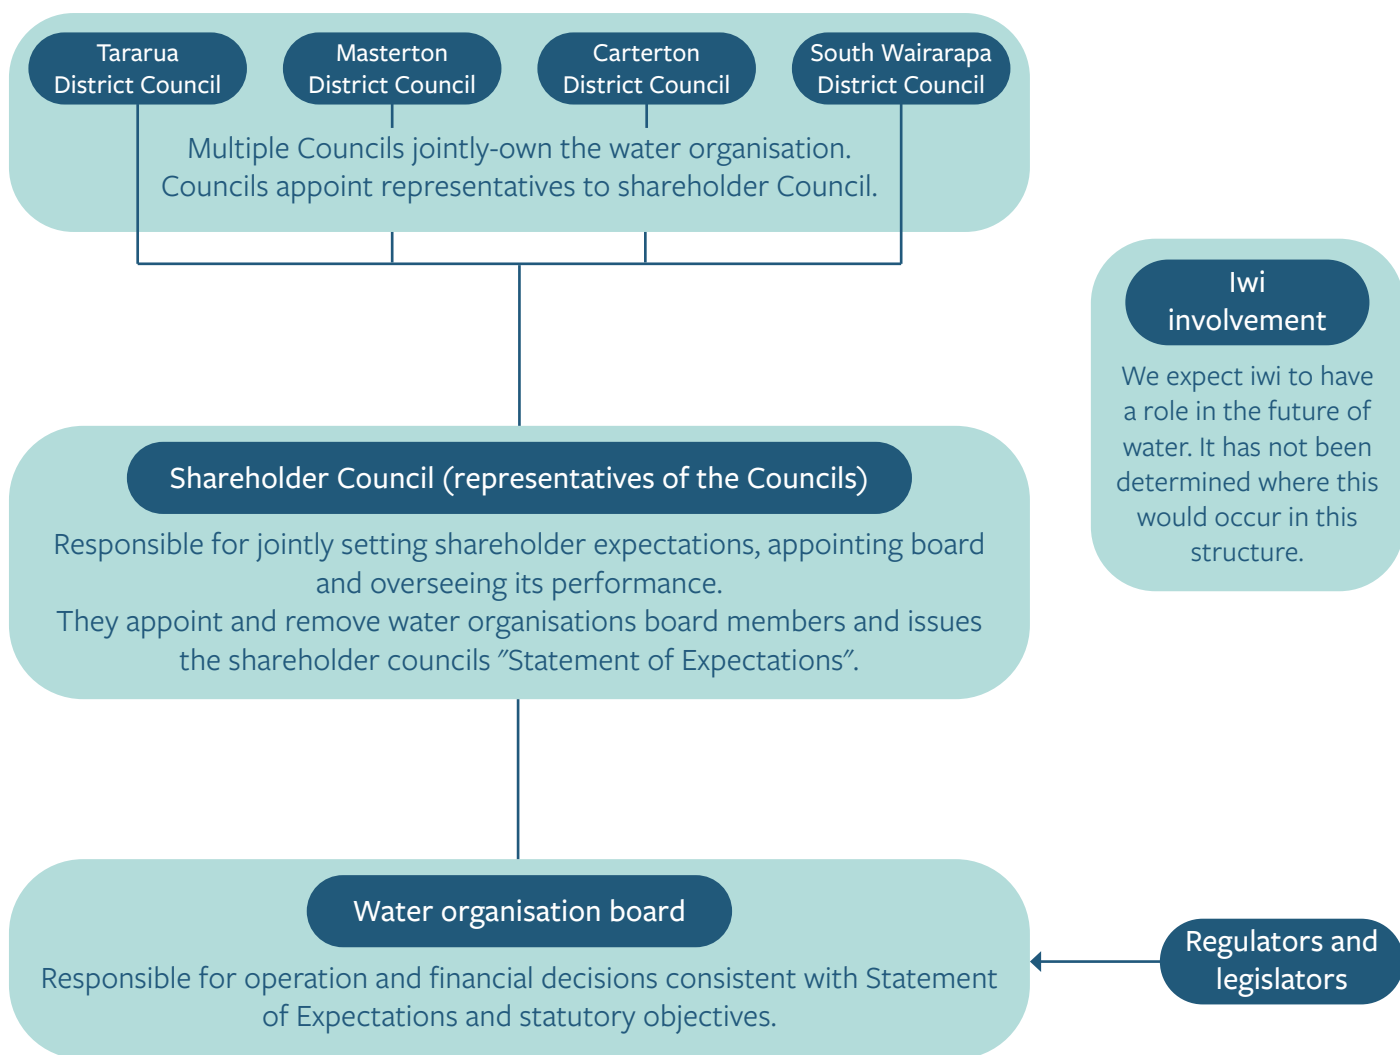 Tararua
District Council
Masterton
District Council
Carterton
District Council
South Wairarapa
District Council
Multiple Councils jointly-own the water organisation.
Councils appoint representatives to shareholder Council.
Iwi
involvement
We expect iwi to have
a role in the future of
water. It has not been
determined where this
would occur in this
structure.
Shareholder Council (representatives of the Councils)
Responsible for jointly setting shareholder expectations, appointing board
and overseeing its performance.
They appoint and remove water organisations board members and issues
the shareholder councils "Statement of Expectations".
Water organisation board
Responsible for operation and financial decisions consistent with Statement
of Expectations and statutory objectives.
Regulators and
legislators